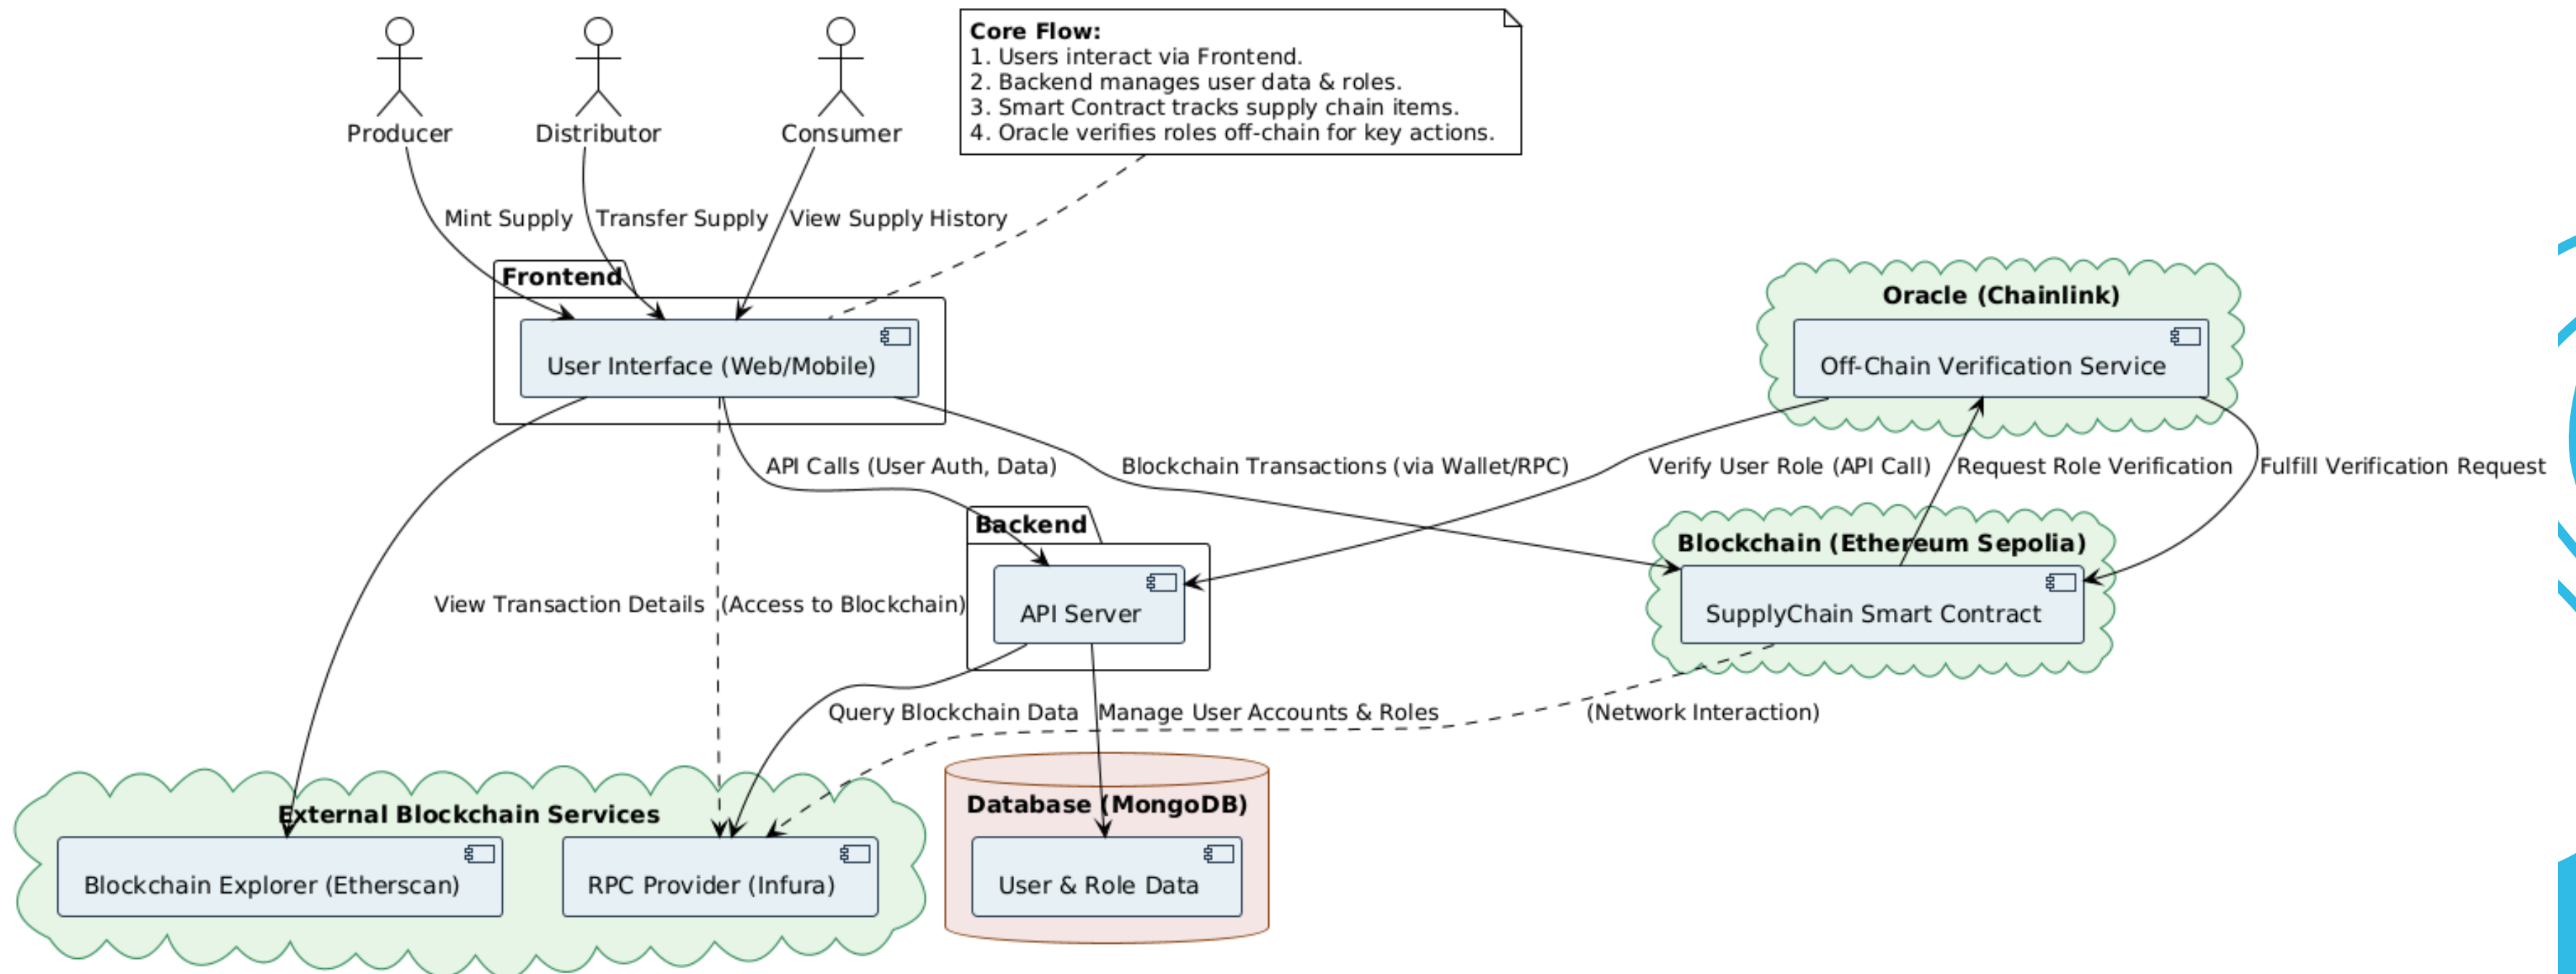 Core Flow:
1. Users interact via Frontend.
2. Backend manages user data & roles.
3. Smart Contract tracks supply chain items.
4. Oracle verifies roles off-chain for key actions.
Producer
Distributor
Consumer
Mint Supply
Transfer Supply
View Supply History
Frontend
User Interface (Web/Mobile)
Oracle (Chainlink)
Off-Chain Verification Service
API Calls (User Auth, Data)
Blockchain Transactions (via Wallet/RPC)
Verify User Role (API Call)
Request Role Verification
Fulfill Verification Request
Backend
API Server
Blockchain (Ethereum Sepolia)
SupplyChain Smart Contract
View Transaction Details
(Access to Blockchain)
Query Blockchain Data
Manage User Accounts & Roles
(Network Interaction)
External Blockchain Services
Blockchain Explorer (Etherscan)
RPC Provider (Infura)
Database (MongoDB)
User & Role Data